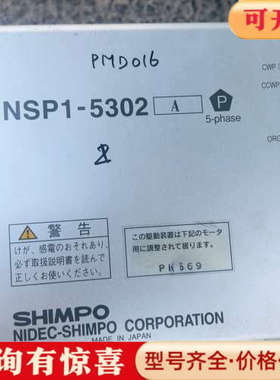 可开
PMD016
CWP
CCWP
NSP1-5302 A P
5-phase
ORG
2
警告
けが、感電のおそれあり、
必ず取扱説明書を読んで
正しくお使いください。
この駆動装置は下記のモータ
用に調整されて居ります。
PK569
SHIMPO
NIDEC-SHIMPO CORPORATION
MADE IN JAPAN
询有惊喜
型号齐全·价格